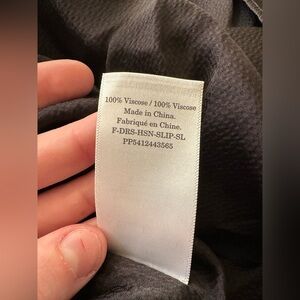 100% Viscose / 100% Viscose
Made in China.
Fabriqué en Chine.
F-DRS-HSN-SLIP-SL
PP5412443565